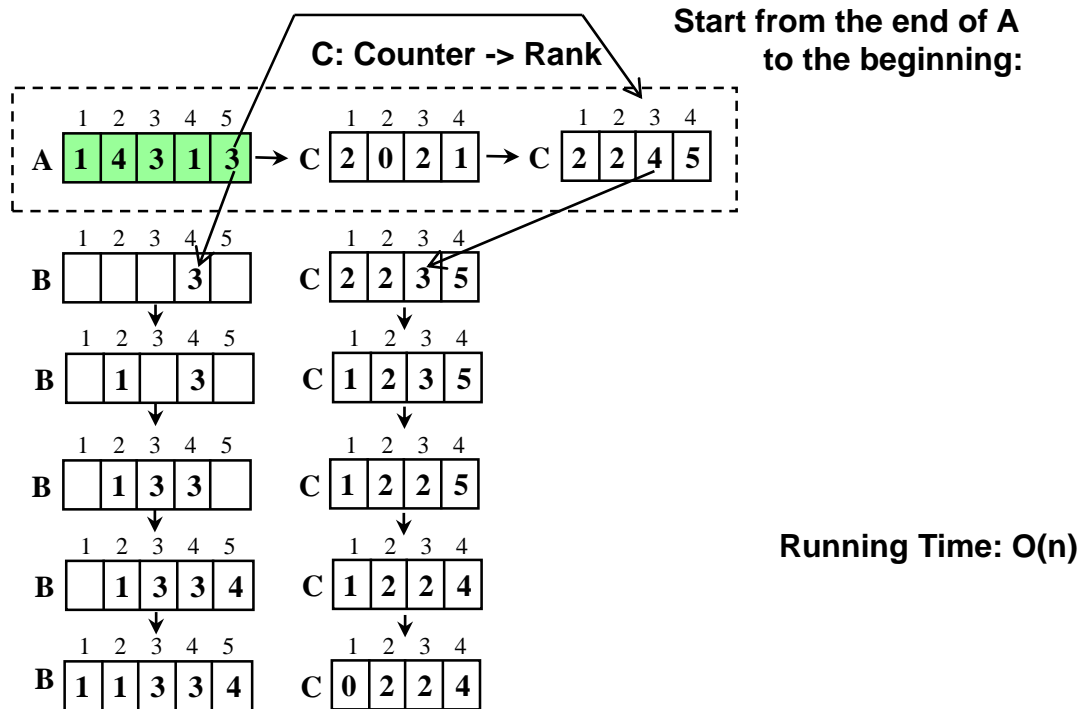 Start from the end of A
to the beginning:
C: Counter -> Rank
1 2 3 4 5
A 1 4 3 1 3
1 2 3 4
C 2 0 2 1
1 2 3 4
C 2 2 4 5
1 2 3 4 5
B 3
1 2 3 4
C 2 2 3 5
1 2 3 4 5
B 1 3
1 2 3 4
C 1 2 3 5
1 2 3 4 5
B 1 3 3
1 2 3 4
C 1 2 2 5
Running Time: O(n)
1 2 3 4 5
B 1 3 3 4
1 2 3 4
C 1 2 2 4
1 2 3 4 5
B 1 1 3 3 4
1 2 3 4
C 0 2 2 4